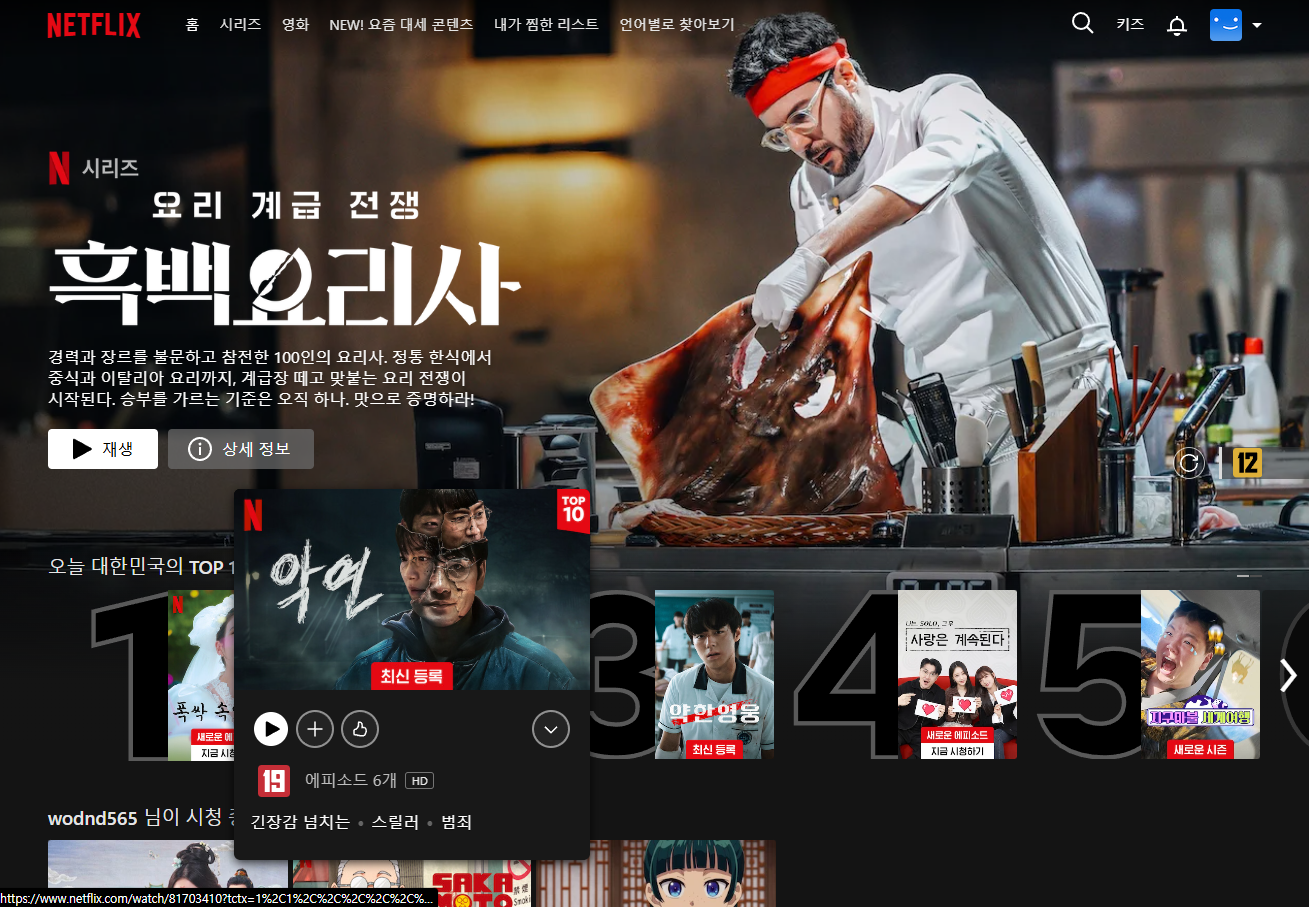 NETFLIX 홈 시리즈 영화 NEW! 요즘 대세 콘텐츠 내가 찜한 리스트 언어별로 찾아보기 키즈
N 시리즈
요리 계급 전쟁
흑백요리사
경력과 장르를 불문하고 참전한 100인의 요리사. 정통 한식에서
중식과 이탈리아 요리까지, 계급장 떼고 맞붙는 요리 전쟁이
시작된다. 승부를 가르는 기준은 오직 하나. 맛으로 증명하라!
재생 상세 정보
12
N
TOP
10
악연
최신 등록
19 에피소드 6개 HD
긴장감 넘치는 • 스릴러 • 범죄
오늘 대한민국의 TOP 1
1
N
폭싹 속
새로운 에
지금 시청
3
약한영웅
최신 등록
4
나는 SOLO, 그 후
사랑은 계속된다
새로운 에피소드
지금 시청하기
5
지구마불 세계여행
새로운 시즌
wodnd565 님이 시청 중
N
SAKA
MOTO
禁煙
https://www.netflix.com/watch/81703410?tctx=1%2C1%2C%2C%2C%2C%2C%...